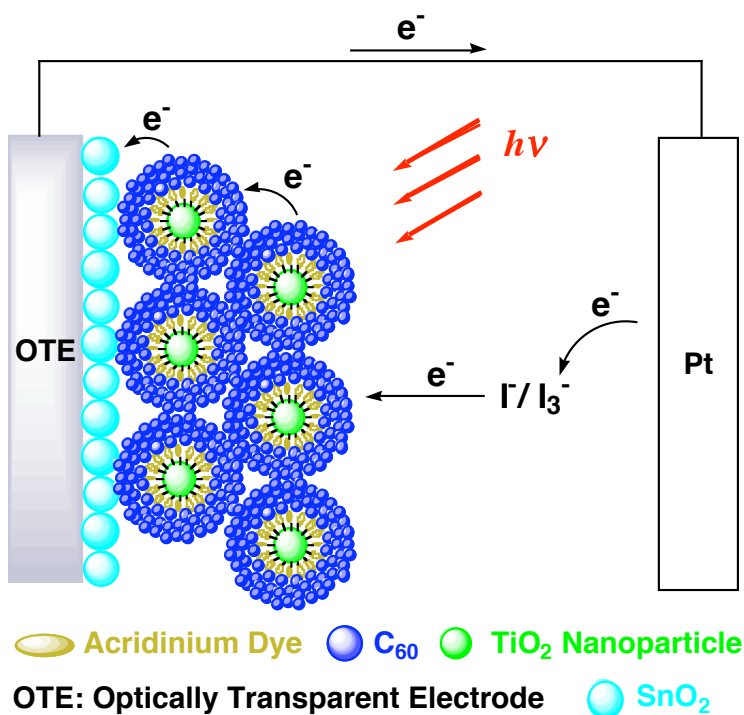 e⁻
e⁻
hν
e⁻
e⁻
OTE
Pt
e⁻
I⁻/ I₃⁻
Acridinium Dye
C₆₀
TiO₂ Nanoparticle
OTE: Optically Transparent Electrode
SnO₂